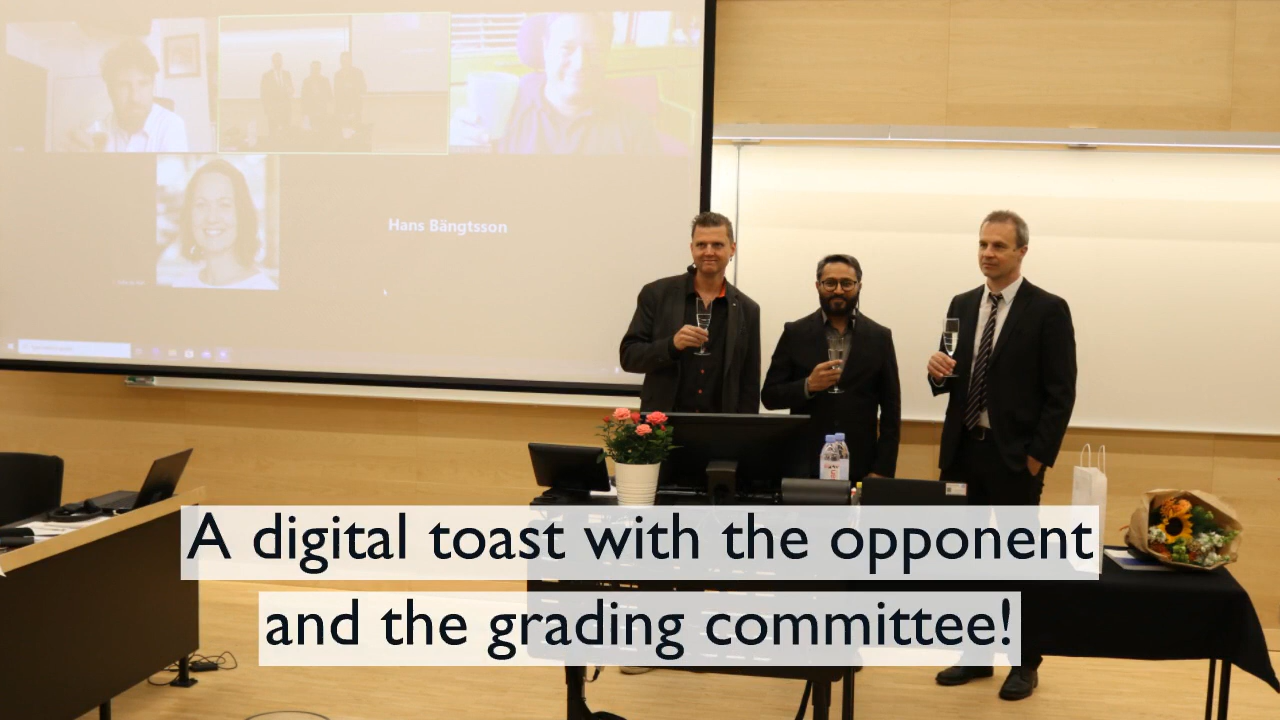 Hans Bängtsson
A digital toast with the opponent
and the grading committee!